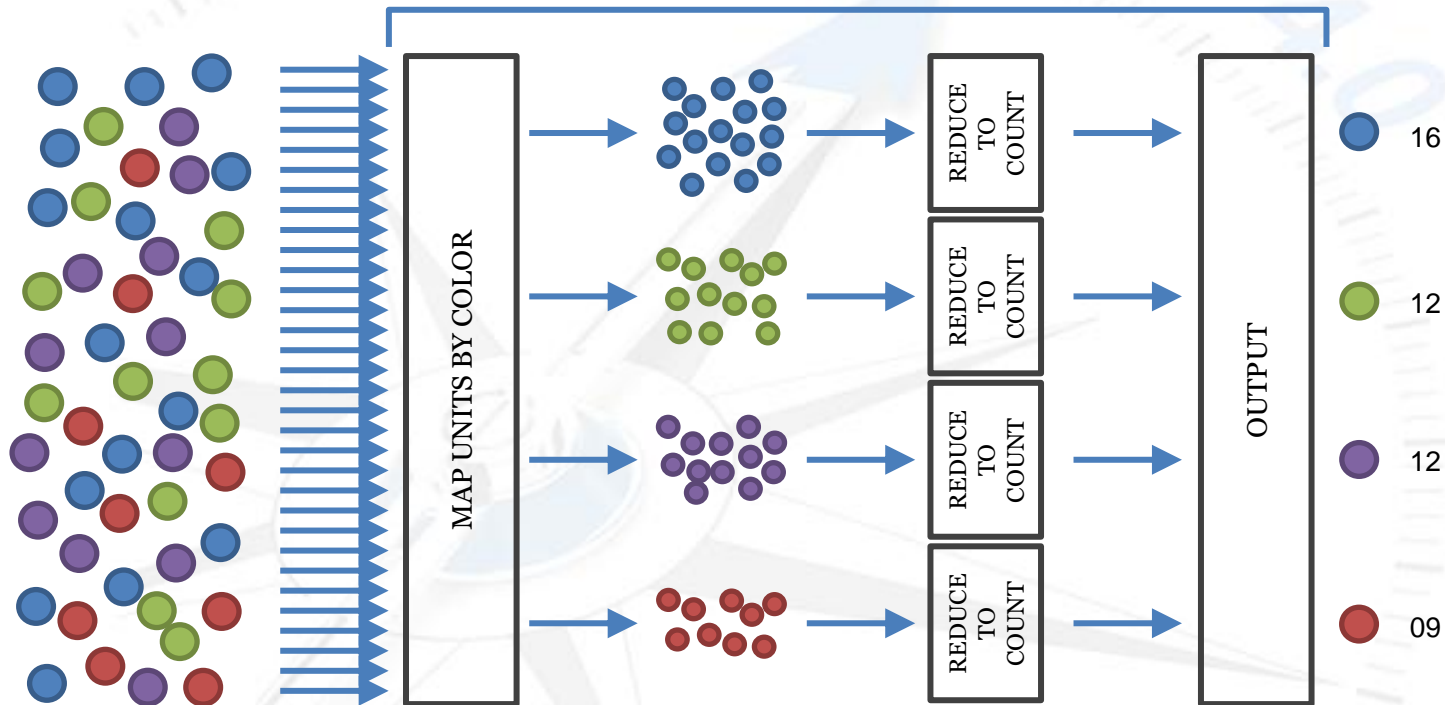 MAP UNITS BY COLOR
REDUCE
TO
COUNT
REDUCE
TO
COUNT
REDUCE
TO
COUNT
REDUCE
TO
COUNT
OUTPUT
16
12
12
09